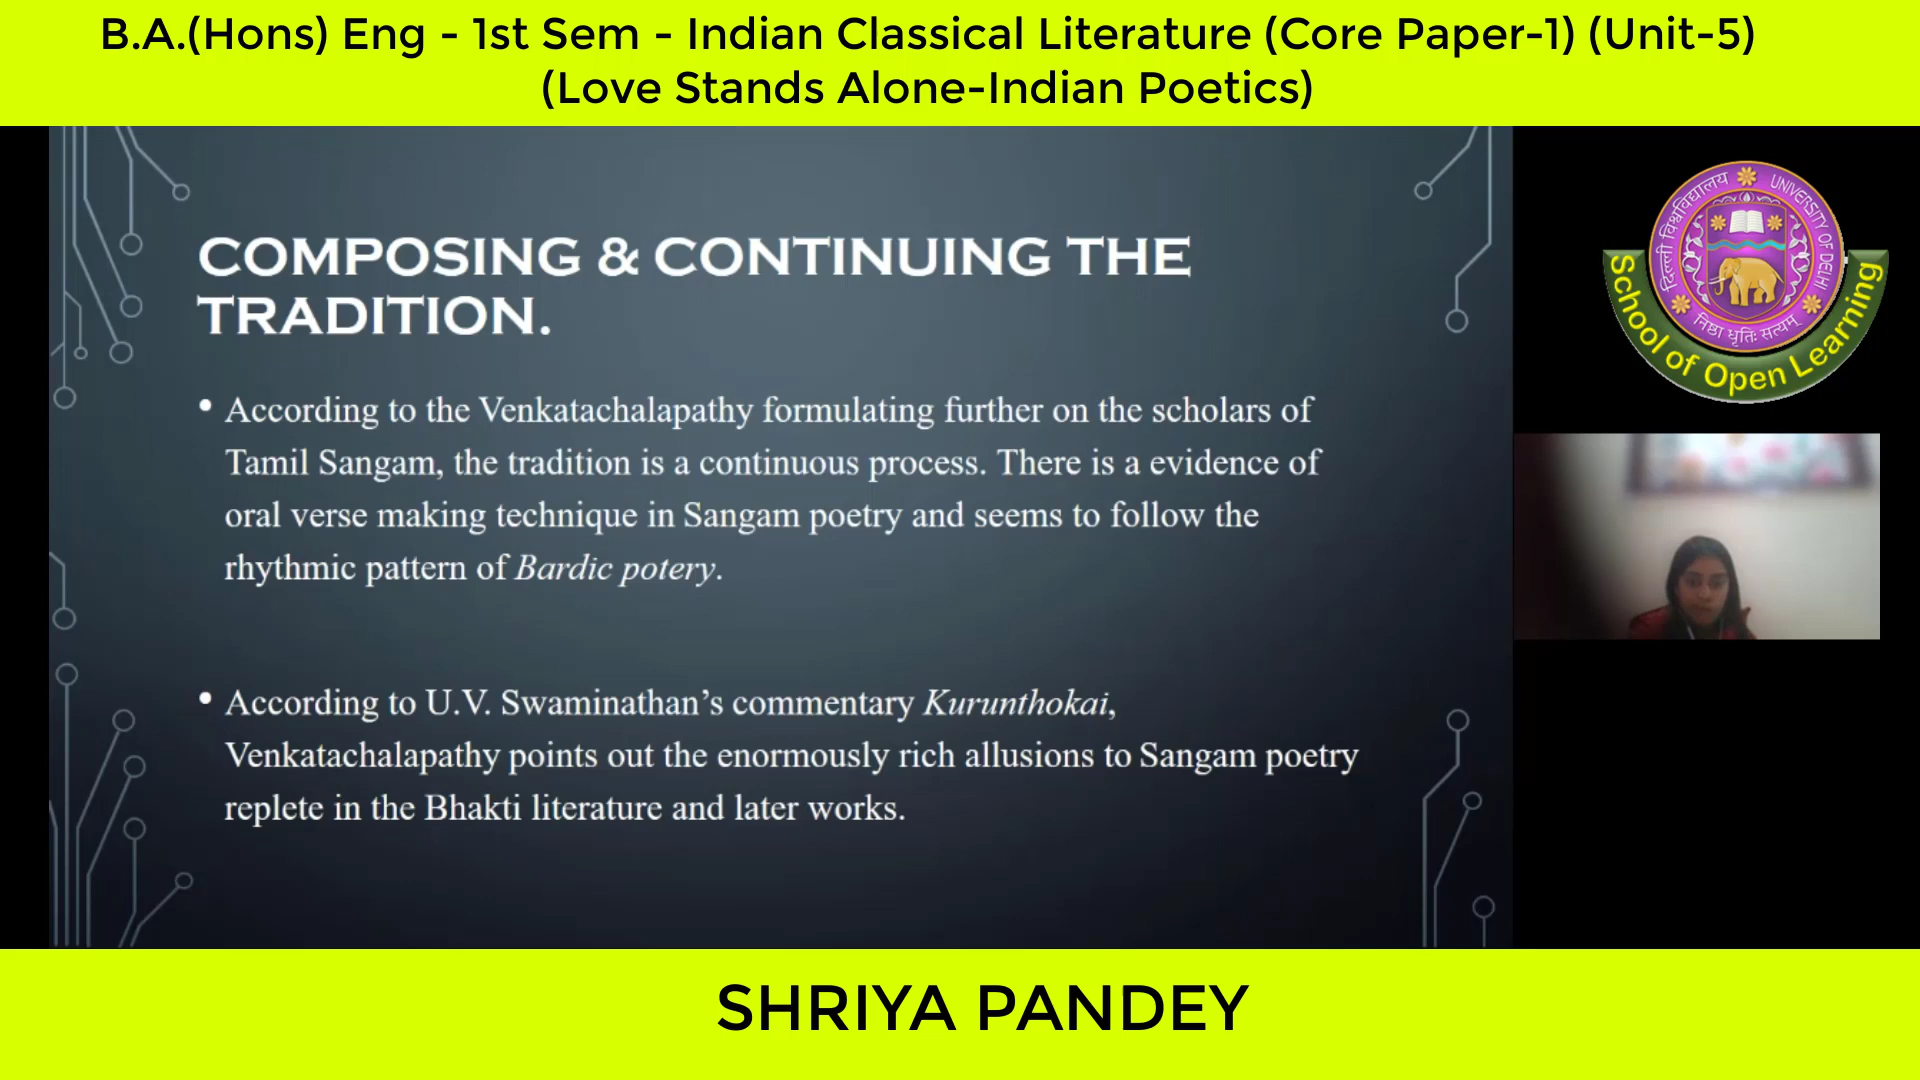 B.A.(Hons) Eng - 1st Sem - Indian Classical Literature (Core Paper-1) (Unit-5)
(Love Stands Alone-Indian Poetics)
COMPOSING & CONTINUING THE
TRADITION.
• According to the Venkatachalapathy formulating further on the scholars of
Tamil Sangam, the tradition is a continuous process. There is a evidence of
oral verse making technique in Sangam poetry and seems to follow the
rhythmic pattern of Bardic potery.
• According to U.V. Swaminathan’s commentary Kurunthokai,
Venkatachalapathy points out the enormously rich allusions to Sangam poetry
replete in the Bhakti literature and later works.
दिल्ली विश्वविद्यालय
UNIVERSITY OF DELHI
निष्ठा धृतिः सत्यम्
School of Open Learning
SHRIYA PANDEY